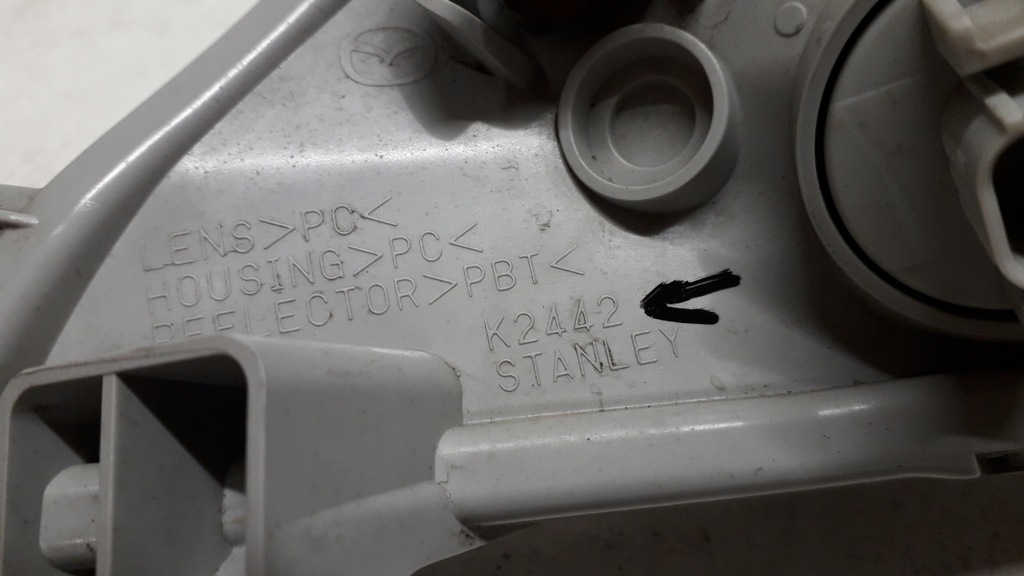 LENS>PC<
HOUSING>PC<
REFLECTOR>PBT<
K2442
STANLEY